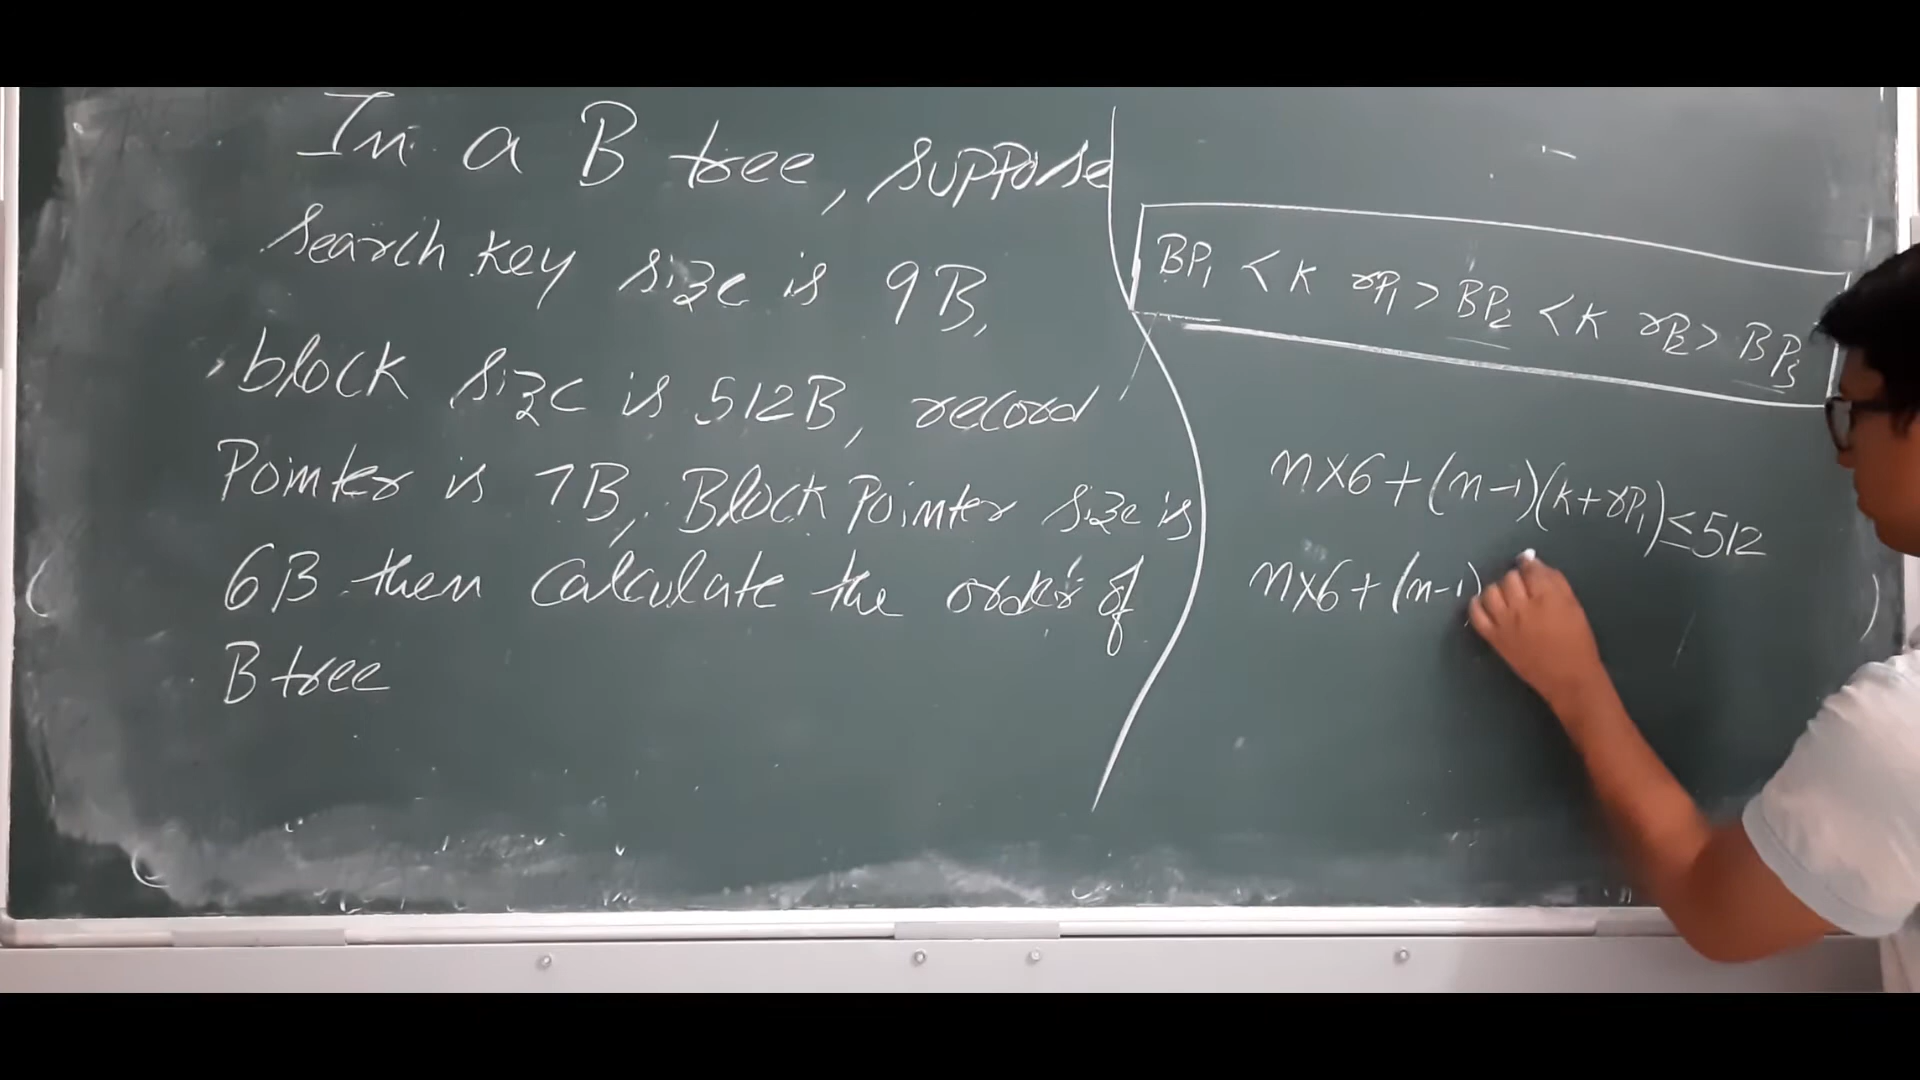 In a B tree, suppose
search key size is 9B,
block size is 512B, record
Pointer is 7B, Block Pointer size is
6B then calculate the order of
B tree
BP₁ < K rP₁ > BP₂ < K rP₂ > BP₃
n×6+(n-1)(k+rP₁)≤512
n×6+(n-1)